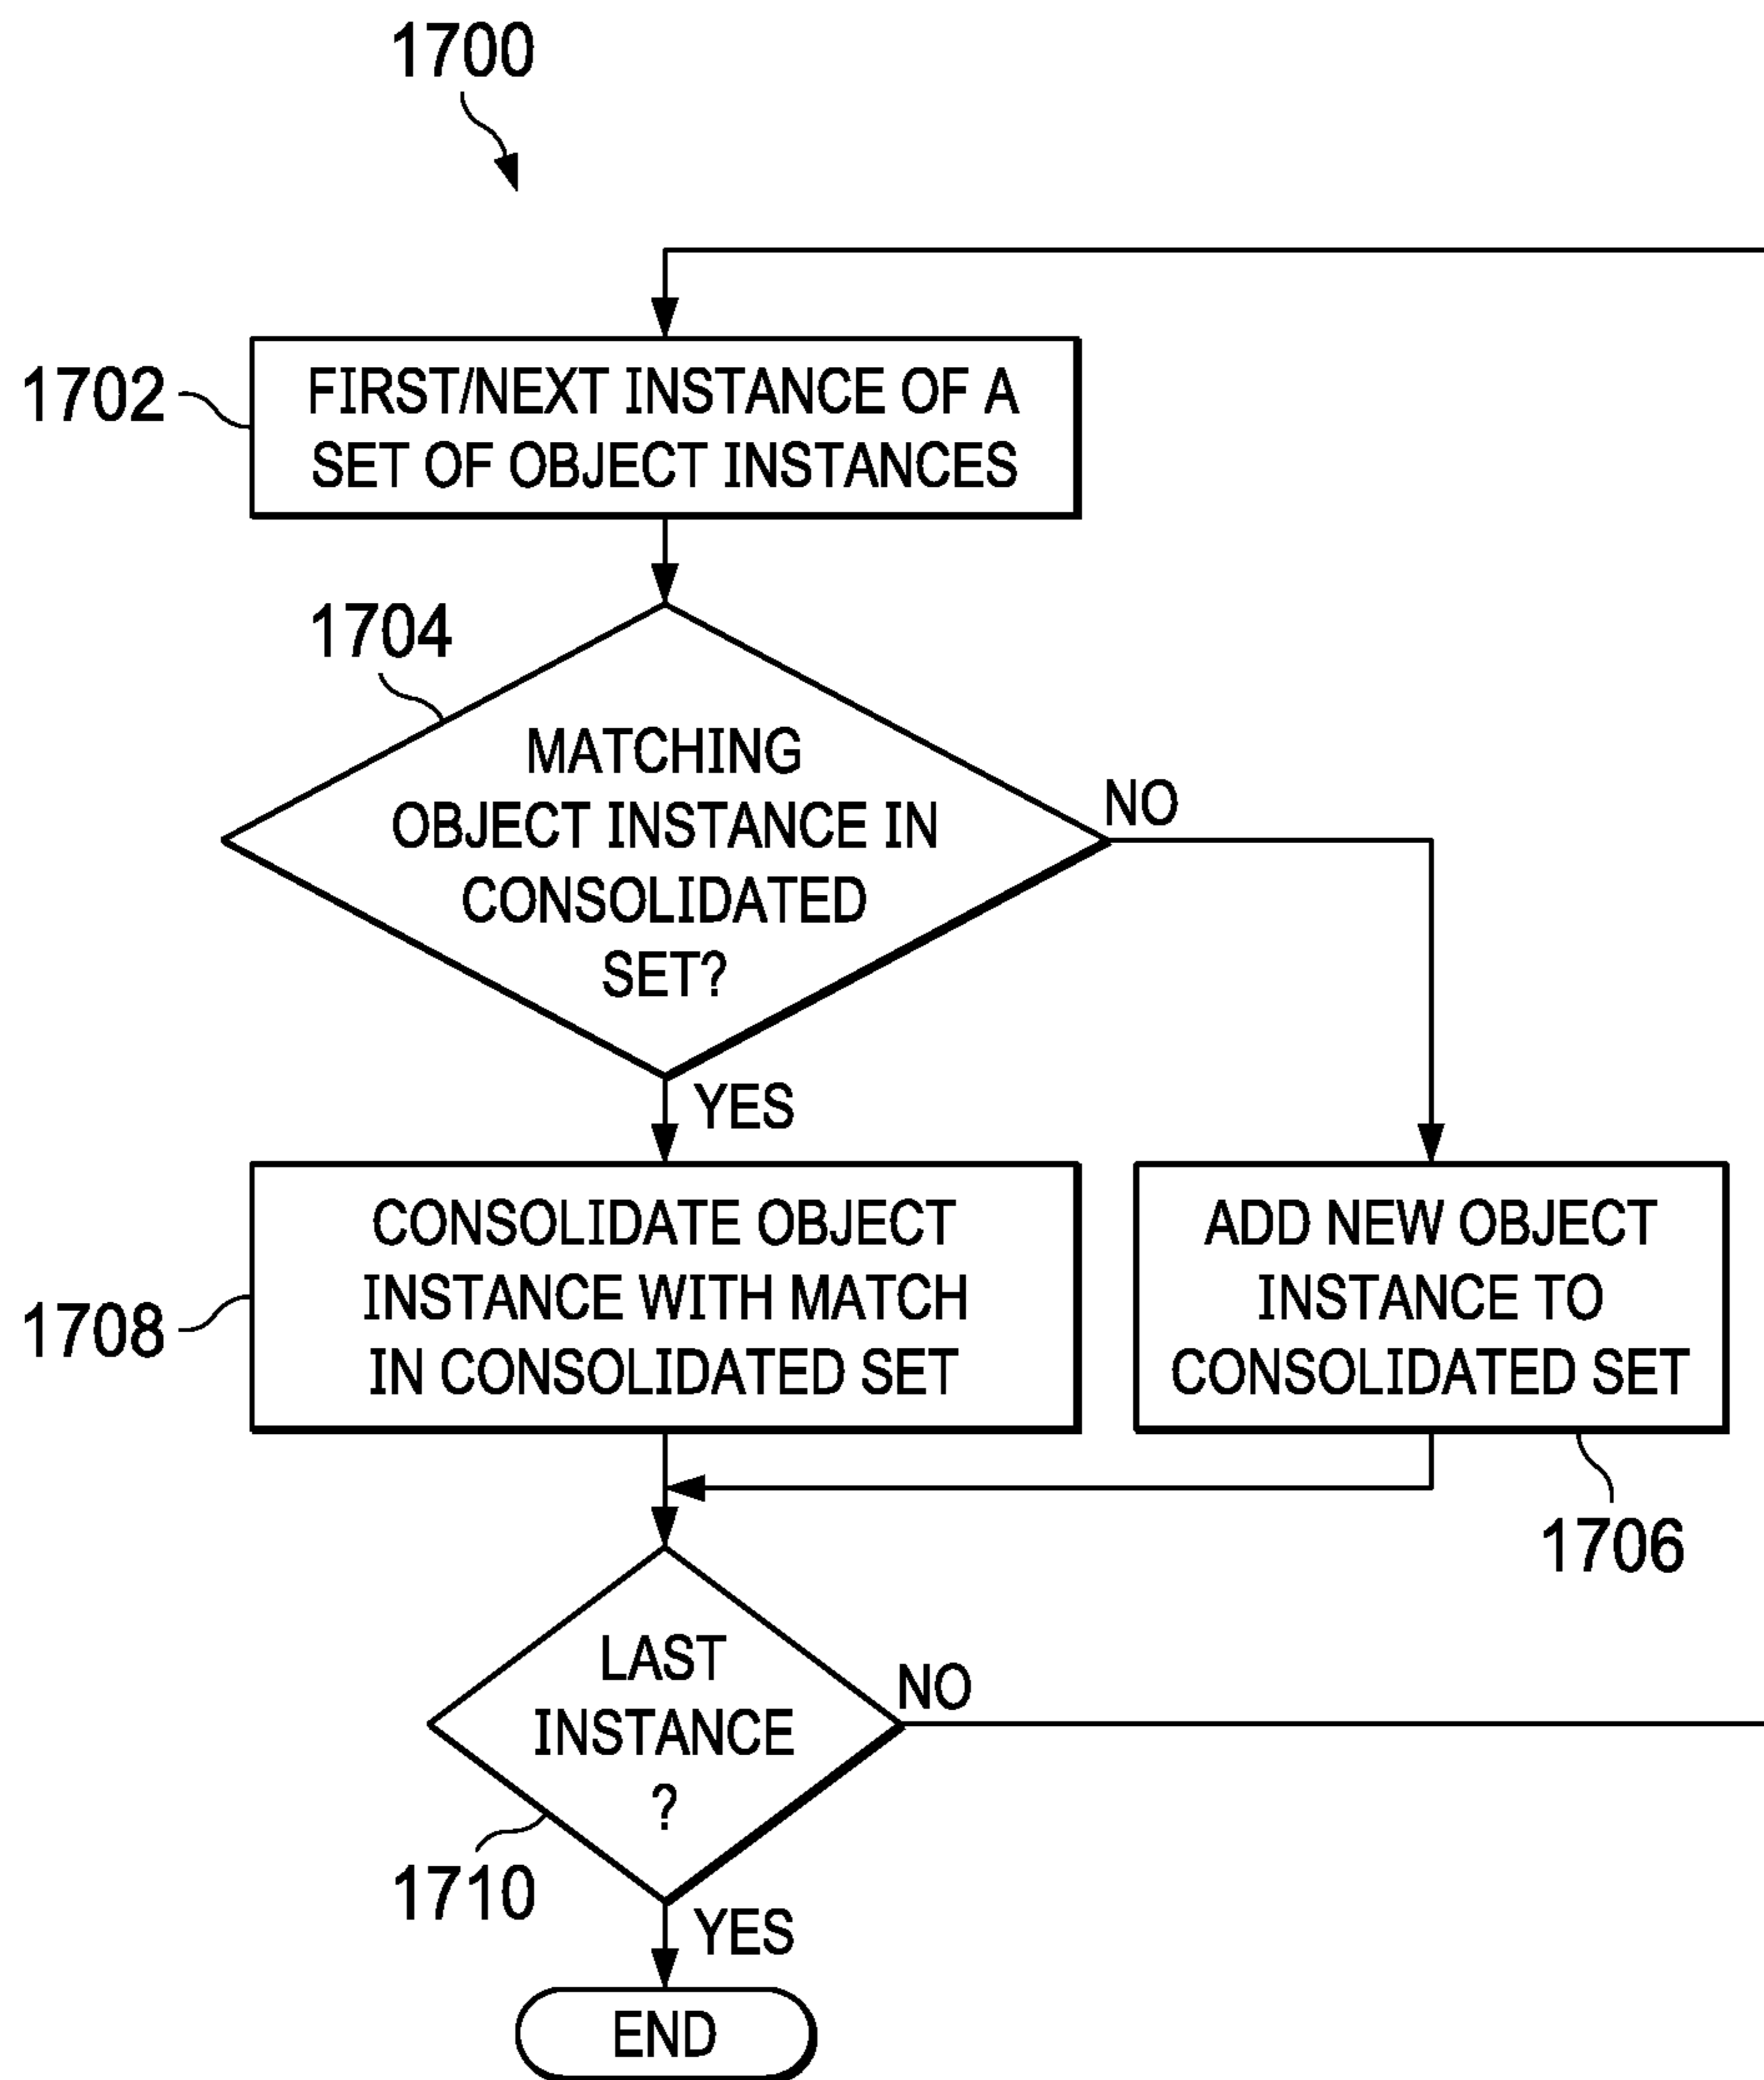 1700
1702
FIRST/NEXT INSTANCE OF A
SET OF OBJECT INSTANCES
1704
MATCHING
OBJECT INSTANCE IN
CONSOLIDATED
SET?
NO
YES
1708
CONSOLIDATE OBJECT
INSTANCE WITH MATCH
IN CONSOLIDATED SET
ADD NEW OBJECT
INSTANCE TO
CONSOLIDATED SET
1706
LAST
INSTANCE
?
NO
1710
YES
END